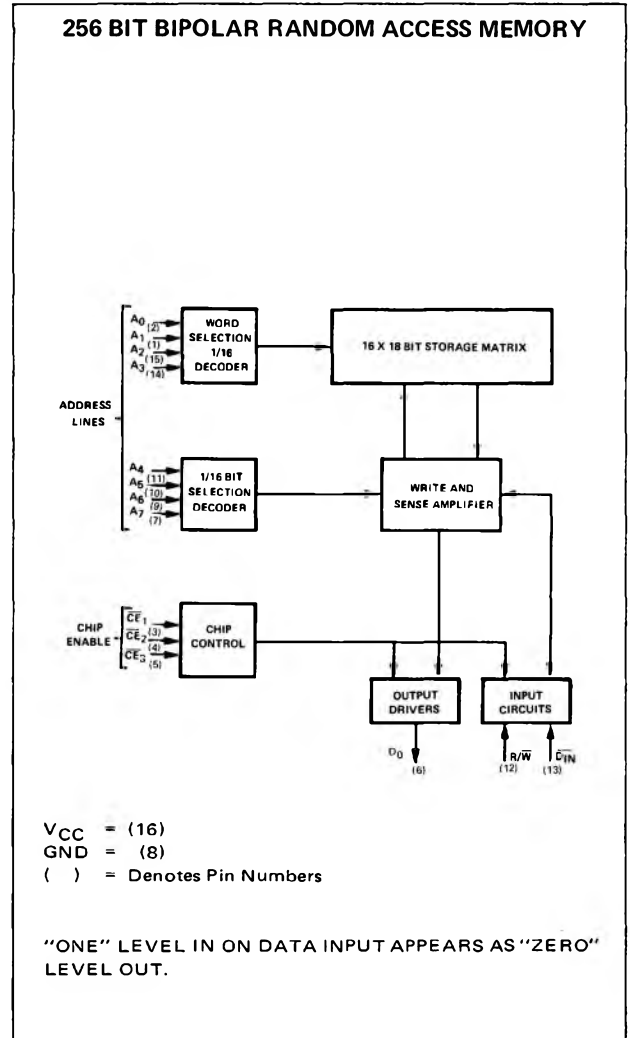 256 BIT BIPOLAR RANDOM ACCESS MEMORY
ADDRESS
LINES
A0 (2)
A1 (1)
A2 (15)
A3 (14)
WORD
SELECTION
1/16
DECODER
16 X 18 BIT STORAGE MATRIX
A4 (11)
A5 (10)
A6 (9)
A7 (7)
1/16 BIT
SELECTION
DECODER
WRITE AND
SENSE AMPLIFIER
CHIP
ENABLE
C̅E̅1 (3)
C̅E̅2 (4)
C̅E̅3 (5)
CHIP
CONTROL
OUTPUT
DRIVERS
INPUT
CIRCUITS
D0
(6)
R/W̅
(12)
D̅I̅N̅
(13)
VCC = (16)
GND = (8)
( ) = Denotes Pin Numbers
"ONE" LEVEL IN ON DATA INPUT APPEARS AS "ZERO"
LEVEL OUT.